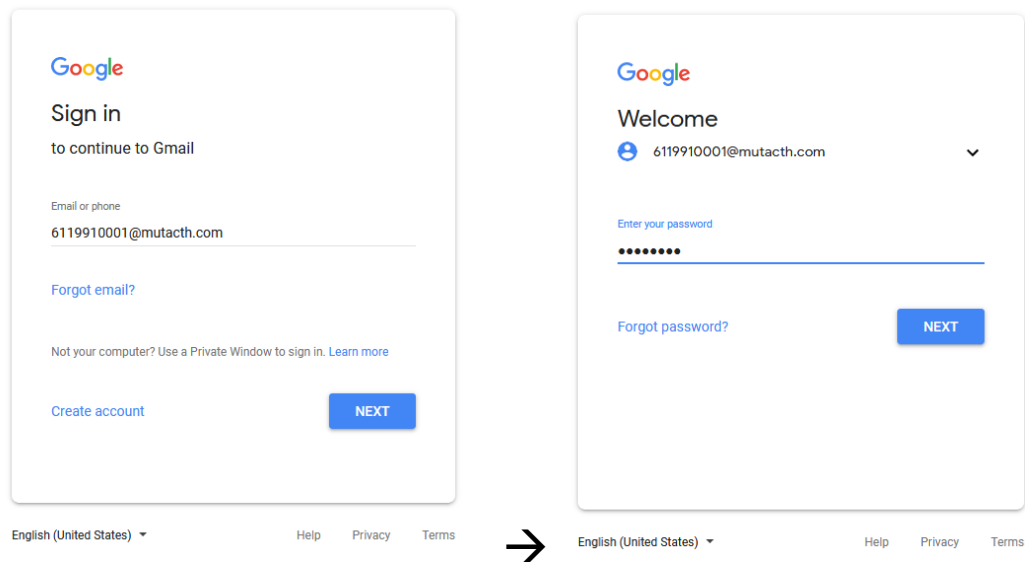 Google
Sign in
to continue to Gmail
Email or phone
6119910001@mutacth.com
Forgot email?
Not your computer? Use a Private Window to sign in. Learn more
Create account
NEXT
English (United States)
Help
Privacy
Terms
Google
Welcome
6119910001@mutacth.com
Enter your password
••••••••
Forgot password?
NEXT
English (United States)
Help
Privacy
Terms